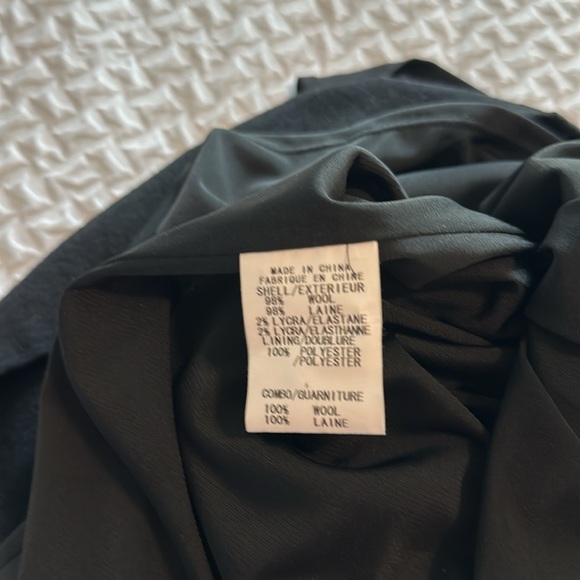 MADE IN CHINA
FABRIQUE EN CHINE
SHELL/EXTERIEUR
98% WOOL
98% LAINE
2% LYCRA/ELASTANE
2% LYCRA/ELASTHANNE
LINING/DOUBLURE
100% POLYESTER
/POLYESTER
COMBO/GUARNITURE
100% WOOL
100% LAINE